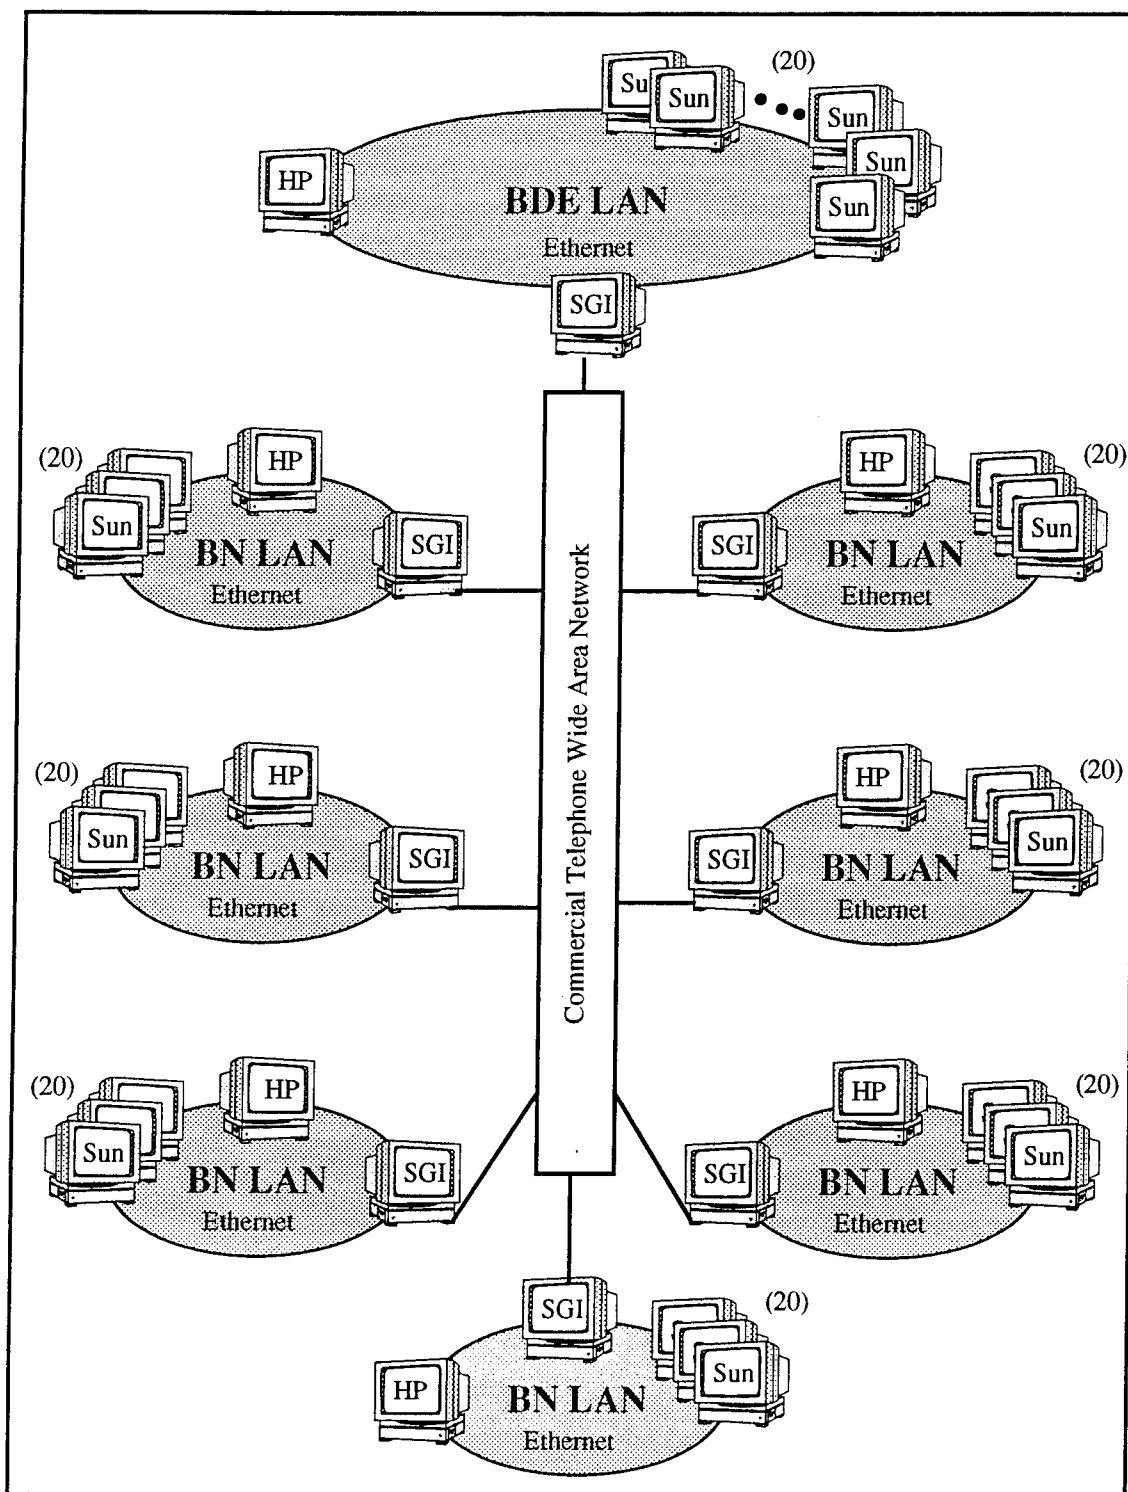 (20)
Sun
Sun
Sun
HP
Sun
BDE LAN
Sun
Ethernet
SGI
Commercial Telephone Wide Area Network
(20)
HP
Sun
SGI
BN LAN
Ethernet
HP
(20)
SGI
Sun
BN LAN
Ethernet
(20)
HP
Sun
SGI
BN LAN
Ethernet
HP
(20)
SGI
Sun
BN LAN
Ethernet
(20)
HP
Sun
SGI
BN LAN
Ethernet
HP
(20)
SGI
Sun
BN LAN
Ethernet
SGI
(20)
HP
Sun
BN LAN
Ethernet